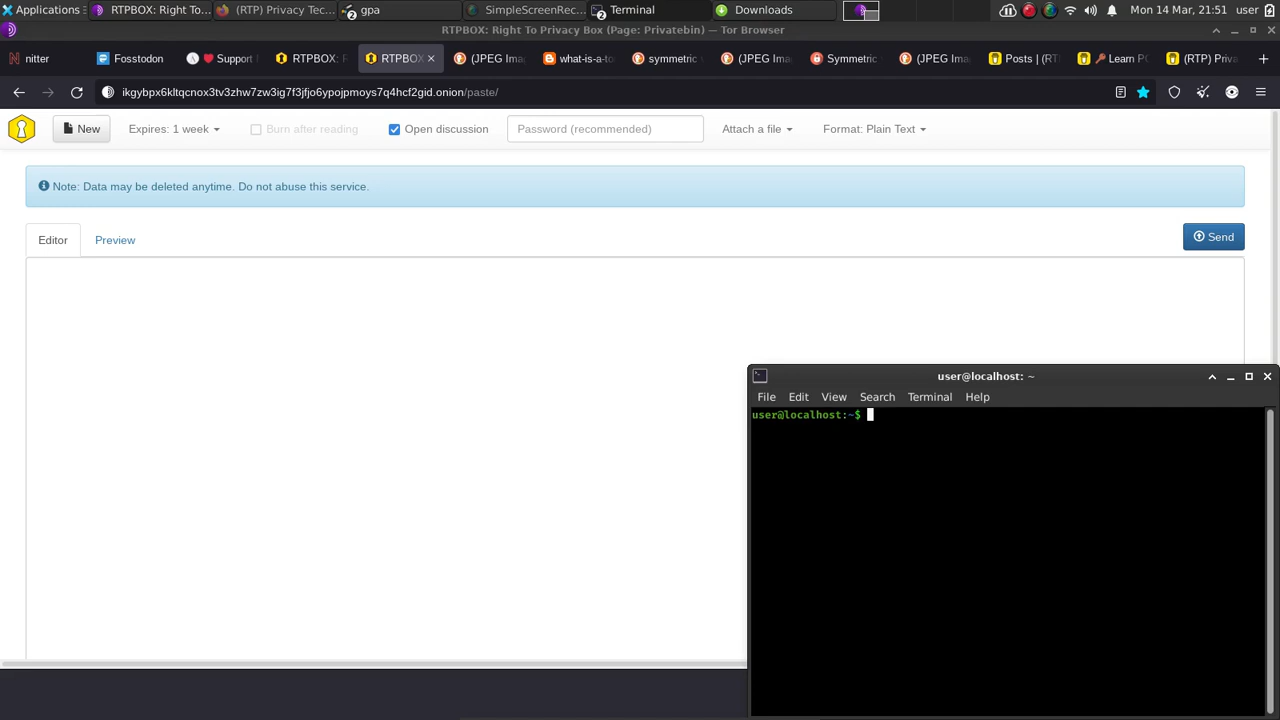 Applications
RTPBOX: Right To...
(RTP) Privacy Tec...
gpa
SimpleScreenRec...
2 Terminal
Downloads
Mon 14 Mar, 21:51 user
RTPBOX: Right To Privacy Box (Page: Privatebin) — Tor Browser
nitter
Fosstodon
Support
RTPBOX: R
RTPBOX
(JPEG Ima
what-is-a-to
symmetric
(JPEG Ima
Symmetric
(JPEG Ima
Posts | (RT
Learn PG
(RTP) Priva
ikgybpx6kltqcnox3tv3zhw7zw3ig7f3jfjo6ypojpmoys7q4hcf2gid.onion/paste/
New
Expires: 1 week
Burn after reading
Open discussion
Password (recommended)
Attach a file
Format: Plain Text
Note: Data may be deleted anytime. Do not abuse this service.
Editor
Preview
Send
user@localhost: ~
File Edit View Search Terminal Help
user@localhost:~$